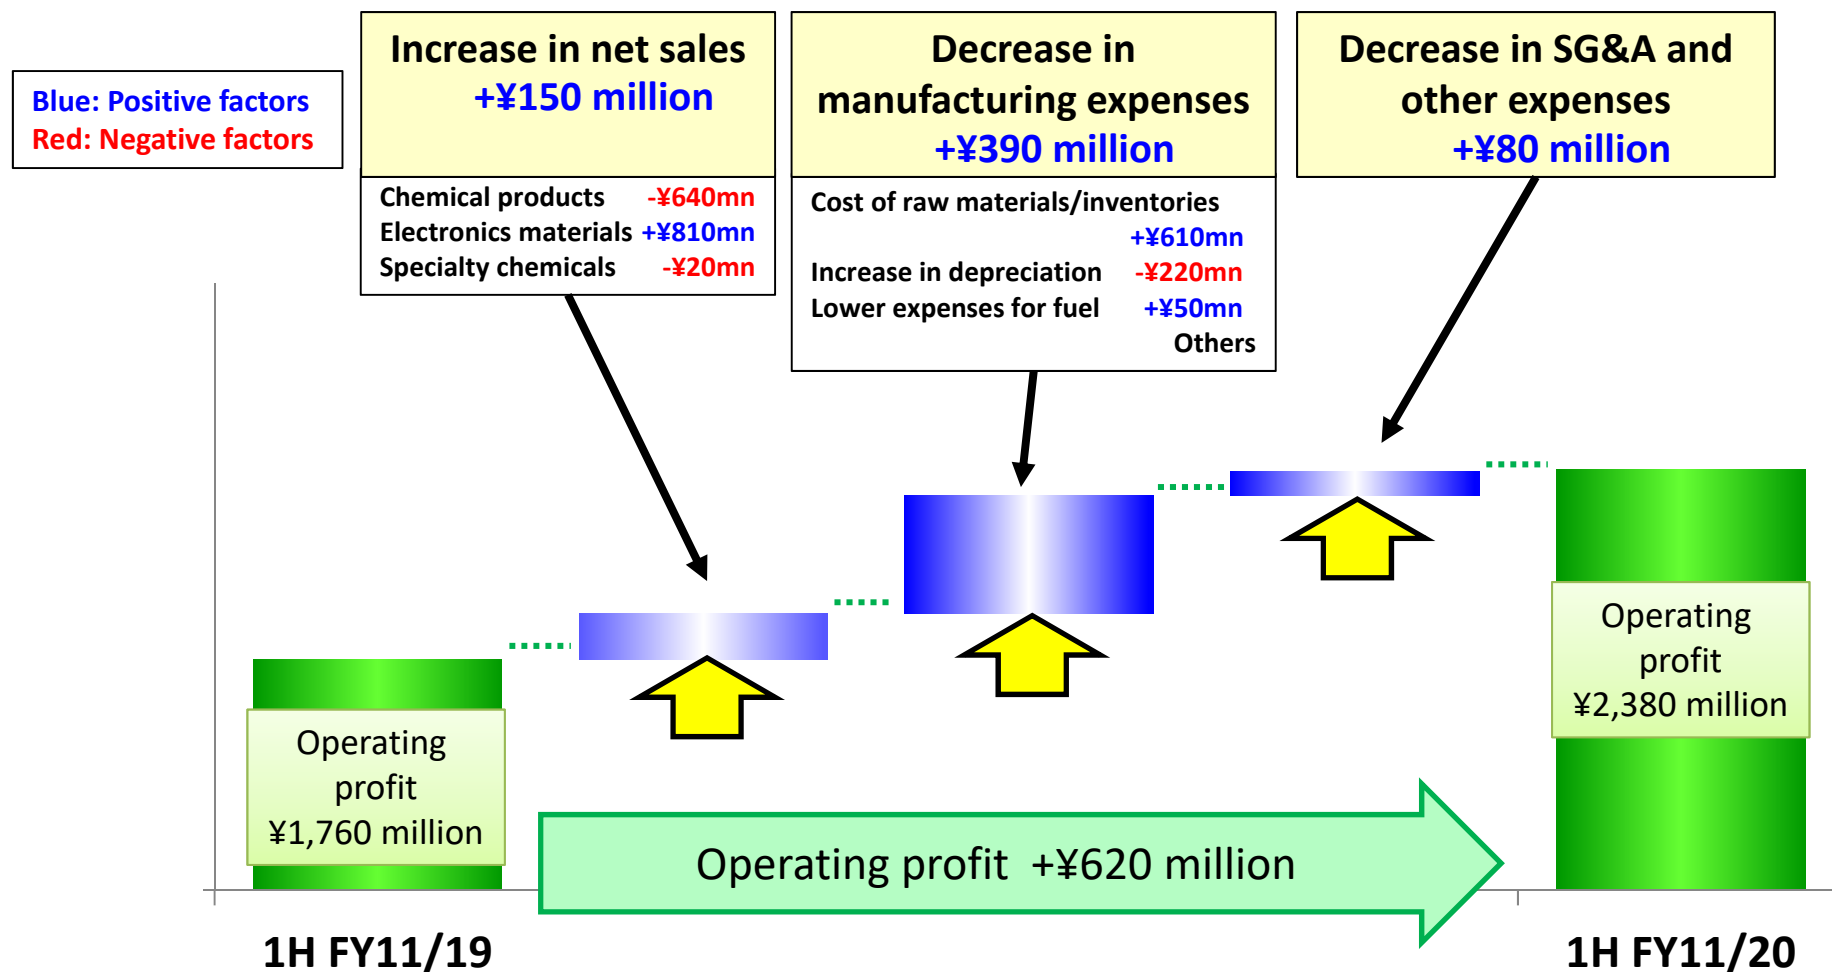 Blue: Positive factors
Red: Negative factors
Increase in net sales
+¥150 million
Chemical products -¥640mn
Electronics materials +¥810mn
Specialty chemicals -¥20mn
Decrease in
manufacturing expenses
+¥390 million
Cost of raw materials/inventories
+¥610mn
Increase in depreciation -¥220mn
Lower expenses for fuel +¥50mn
Others
Decrease in SG&A and
other expenses
+¥80 million
Operating
profit
¥1,760 million
Operating profit +¥620 million
Operating
profit
¥2,380 million
1H FY11/19
1H FY11/20